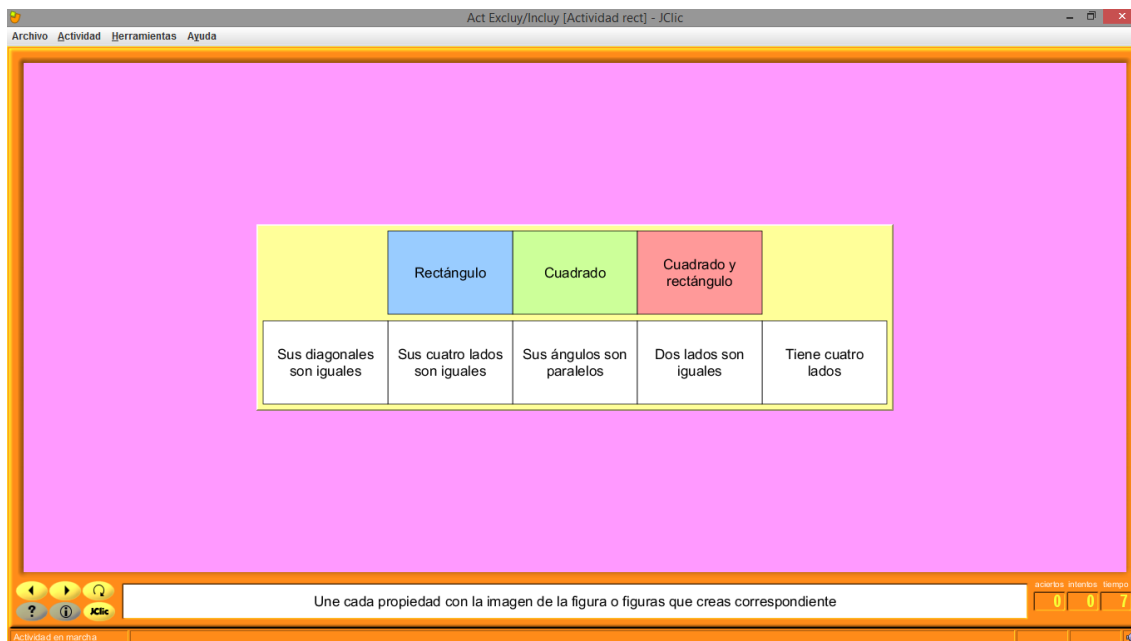 Act Excluy/Incluy [Actividad rect] - JClic
Archivo Actividad Herramientas Ayuda
Rectángulo
Cuadrado
Cuadrado y
rectángulo
Sus diagonales
son iguales
Sus cuatro lados
son iguales
Sus ángulos son
paralelos
Dos lados son
iguales
Tiene cuatro
lados
Une cada propiedad con la imagen de la figura o figuras que creas correspondiente
aciertos intentos tiempo
0 0 7
? i JClic
Actividad en marcha